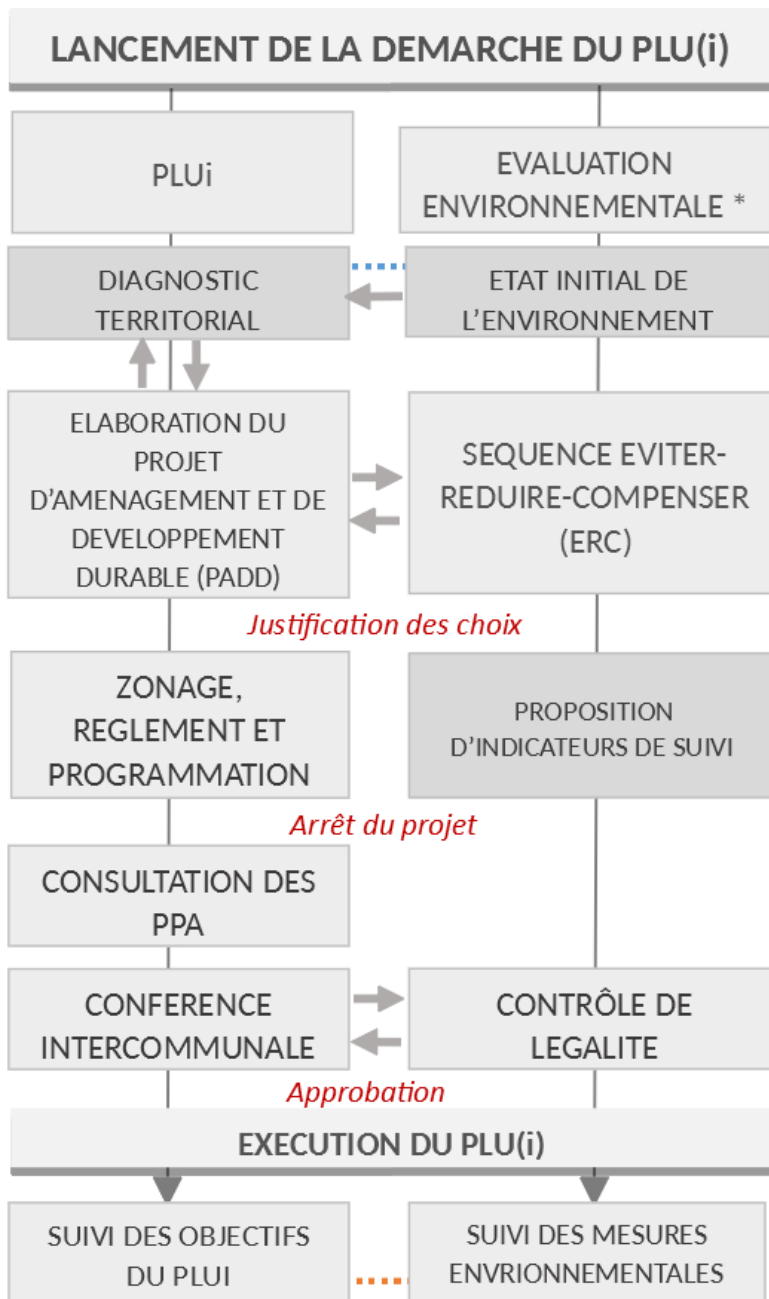 LANCEMENT DE LA DEMARCHE DU PLU(i)
PLUi
EVALUATION
ENVIRONNEMENTALE *
DIAGNOSTIC
TERRITORIAL
ETAT INITIAL DE
L'ENVIRONNEMENT
ELABORATION DU
PROJET
D'AMENAGEMENT ET DE
DEVELOPPEMENT
DURABLE (PADD)
SEQUENCE EVITER-
REDUIRE-COMPENSER
(ERC)
Justification des choix
ZONAGE,
REGLEMENT ET
PROGRAMMATION
PROPOSITION
D'INDICATEURS DE SUIVI
Arrêt du projet
CONSULTATION DES
PPA
CONFERENCE
INTERCOMMUNALE
CONTRÔLE DE
LEGALITE
Approbation
EXECUTION DU PLU(i)
SUIVI DES OBJECTIFS
DU PLUI
SUIVI DES MESURES
ENVRIONNEMENTALES